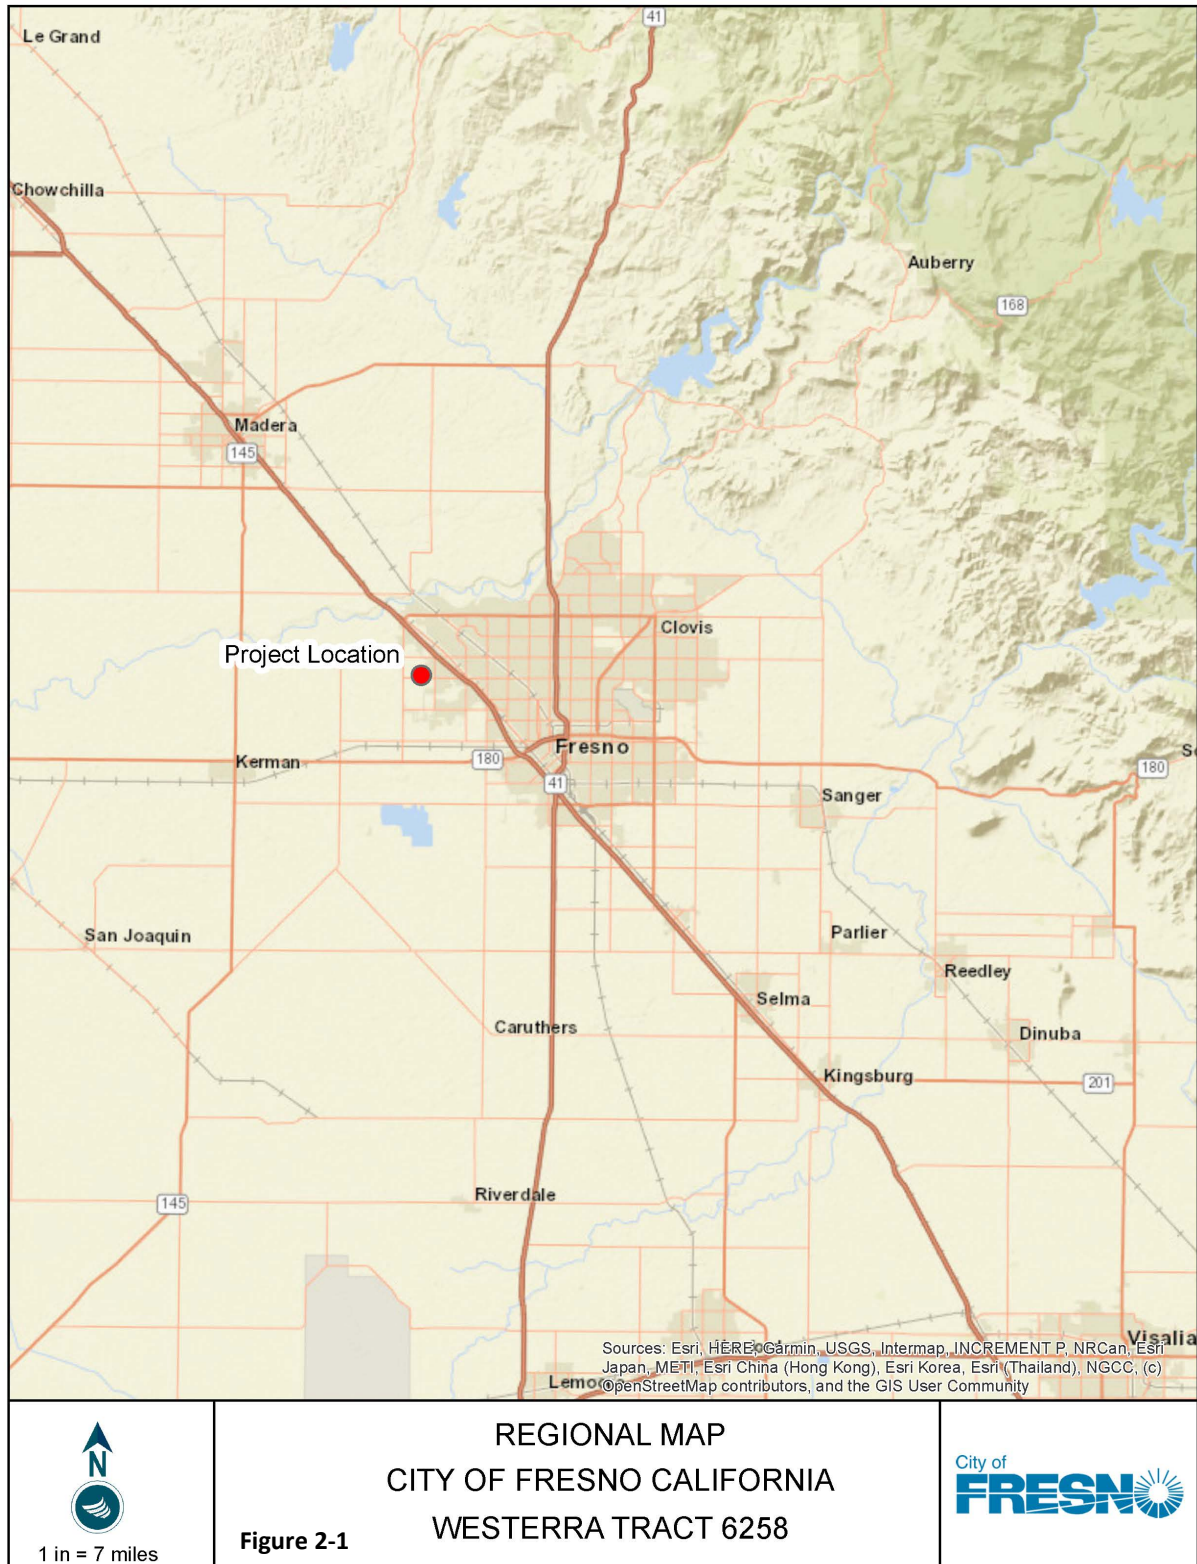 41
Le Grand
Chowchilla
Auberry
168
Madera
145
Clovis
Project Location
Fresno
Kerman
180
180
41
Sanger
San Joaquin
Parlier
Reedley
Selma
Caruthers
Dinuba
Kingsburg
201
145
Riverdale
Visalia
Sources: Esri, HERE, Garmin, USGS, Intermap, INCREMENT P, NRCan, Esri
Japan, METI, Esri China (Hong Kong), Esri Korea, Esri (Thailand), NGCC, (c)
OpenStreetMap contributors, and the GIS User Community
N
1 in = 7 miles
Figure 2-1
REGIONAL MAP
CITY OF FRESNO CALIFORNIA
WESTERRA TRACT 6258
City of
FRESNO